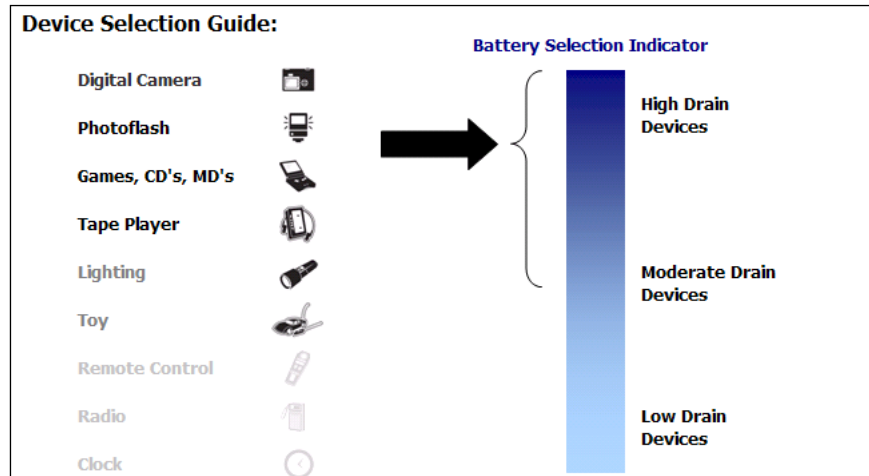 Device Selection Guide:
Battery Selection Indicator
Digital Camera
Photoflash
Games, CD's, MD's
Tape Player
Lighting
Toy
Remote Control
Radio
Clock
High Drain
Devices
Moderate Drain
Devices
Low Drain
Devices